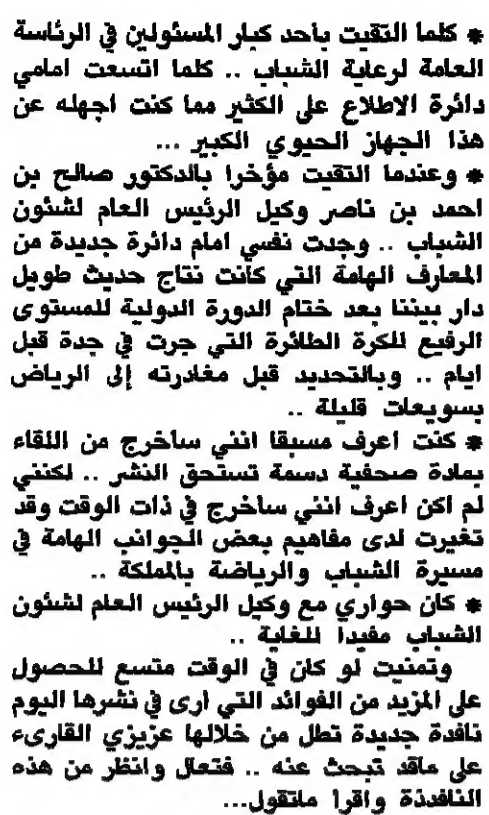 * كلما التقيت بأحد كبار المسئولين في الرئاسة
العامة لرعاية الشباب .. كلما اتسعت امامي
دائرة الاطلاع على الكثير مما كنت اجهله عن
هذا الجهاز الحيوي الكبير ...
* وعندما التقيت مؤخرا بالدكتور صالح بن
احمد بن ناصر وكيل الرئيس العام لشئون
الشباب .. وجدت نفسي امام دائرة جديدة من
المعارف الهامة التي كانت نتاج حديث طويل
دار بيننا بعد ختام الدورة الدولية للمستوى
الرفيع للكرة الطائرة التي جرت في جدة قبل
ايام .. وبالتحديد قبل مغادرته إلى الرياض
بسويعات قليلة ..
* كنت اعرف مسبقا انني سأخرج من اللقاء
بمادة صحفية دسمة تستحق النشر .. لكنني
لم اكن اعرف انني سأخرج في ذات الوقت وقد
تغيرت لدى مفاهيم بعض الجوانب الهامة في
مسيرة الشباب والرياضة بالمملكة ..
* كان حواري مع وكيل الرئيس العام لشئون
الشباب مفيدا للغاية ..
وتمنيت لو كان في الوقت متسع للحصول
على المزيد من الفوائد التي ارى في نشرها اليوم
نافدة جديدة تطل من خلالها عزيزي القارىء
على ماقد تبحث عنه .. فتعال وانظر من هذه
النافدذة واقرا ماتقول...